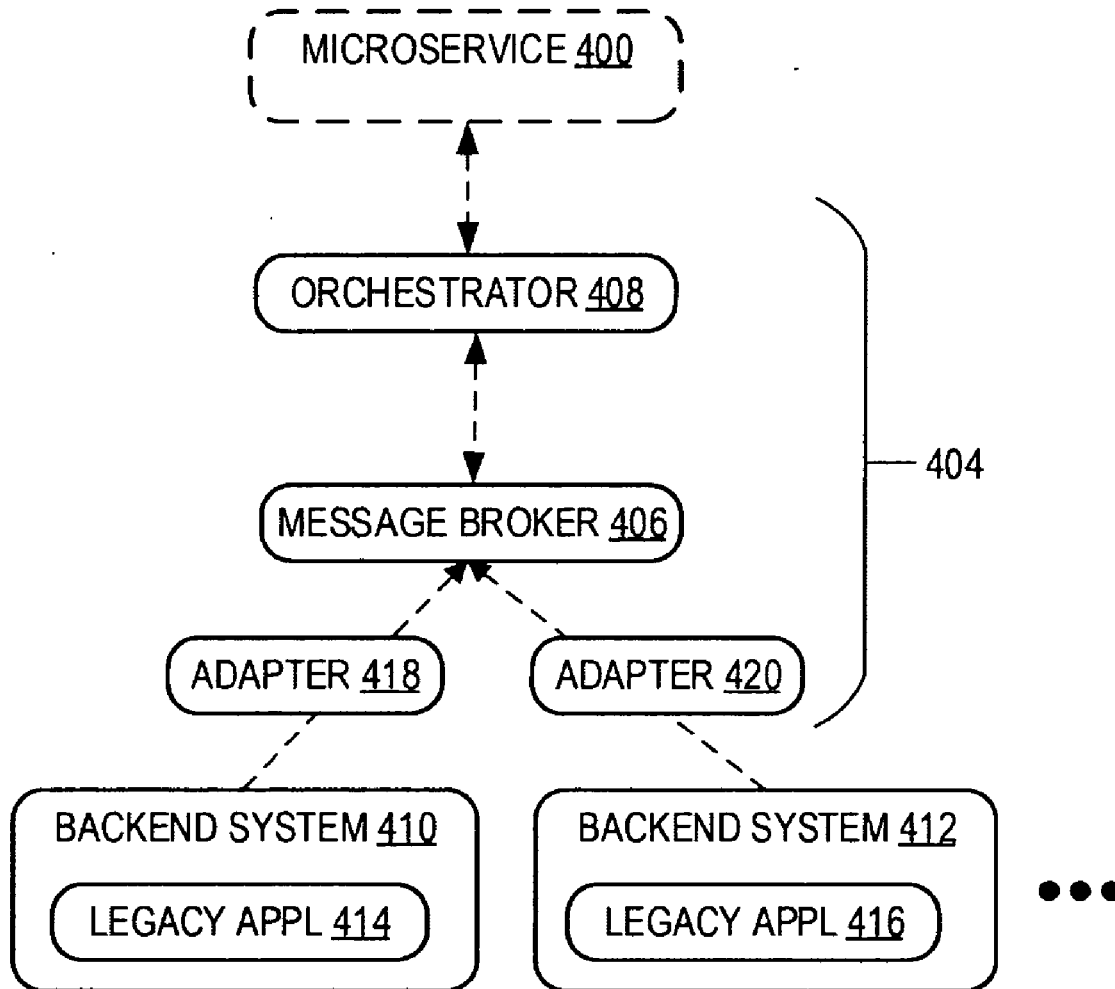 MICROSERVICE 400
ORCHESTRATOR 408
404
MESSAGE BROKER 406
ADAPTER 418
ADAPTER 420
BACKEND SYSTEM 410
BACKEND SYSTEM 412
LEGACY APPL 414
LEGACY APPL 416